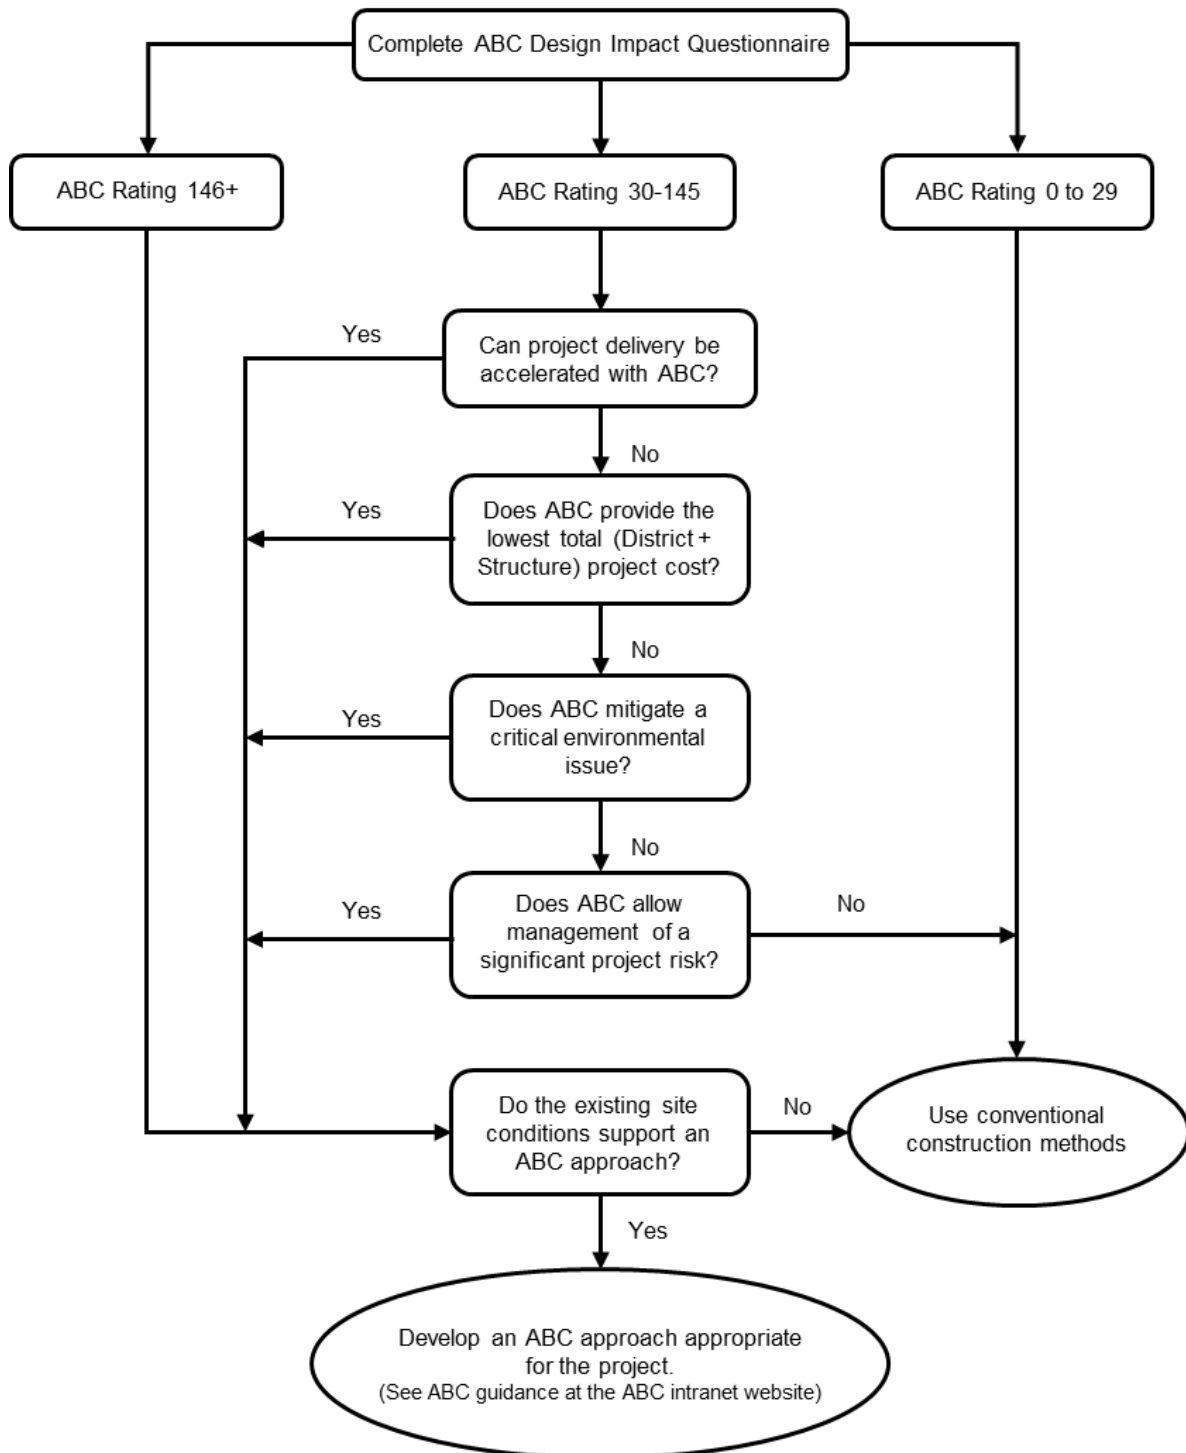 Complete ABC Design Impact Questionnaire
ABC Rating 146+
ABC Rating 30-145
ABC Rating 0 to 29
Yes
Can project delivery be
accelerated with ABC?
No
Yes
Does ABC provide the
lowest total (District +
Structure) project cost?
No
Yes
Does ABC mitigate a
critical environmental
issue?
No
Yes
Does ABC allow
management of a
significant project risk?
No
Do the existing site
conditions support an
ABC approach?
No
Use conventional
construction methods
Yes
Develop an ABC approach appropriate
for the project.
(See ABC guidance at the ABC intranet website)